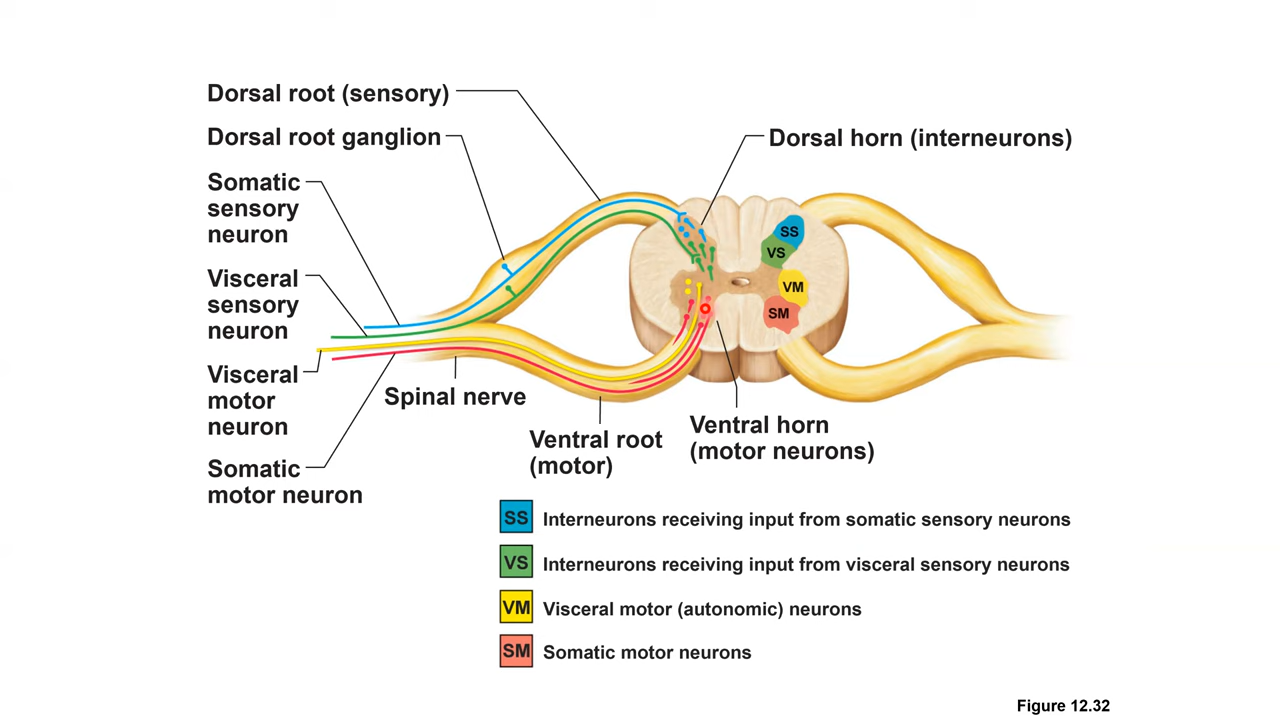 Dorsal root (sensory)
Dorsal root ganglion
Somatic
sensory
neuron
Visceral
sensory
neuron
Visceral
motor
neuron
Somatic
motor neuron
Spinal nerve
Ventral root
(motor)
Ventral horn
(motor neurons)
Dorsal horn (interneurons)
SS
VS
VM
SM
SS Interneurons receiving input from somatic sensory neurons
VS Interneurons receiving input from visceral sensory neurons
VM Visceral motor (autonomic) neurons
SM Somatic motor neurons
Figure 12.32